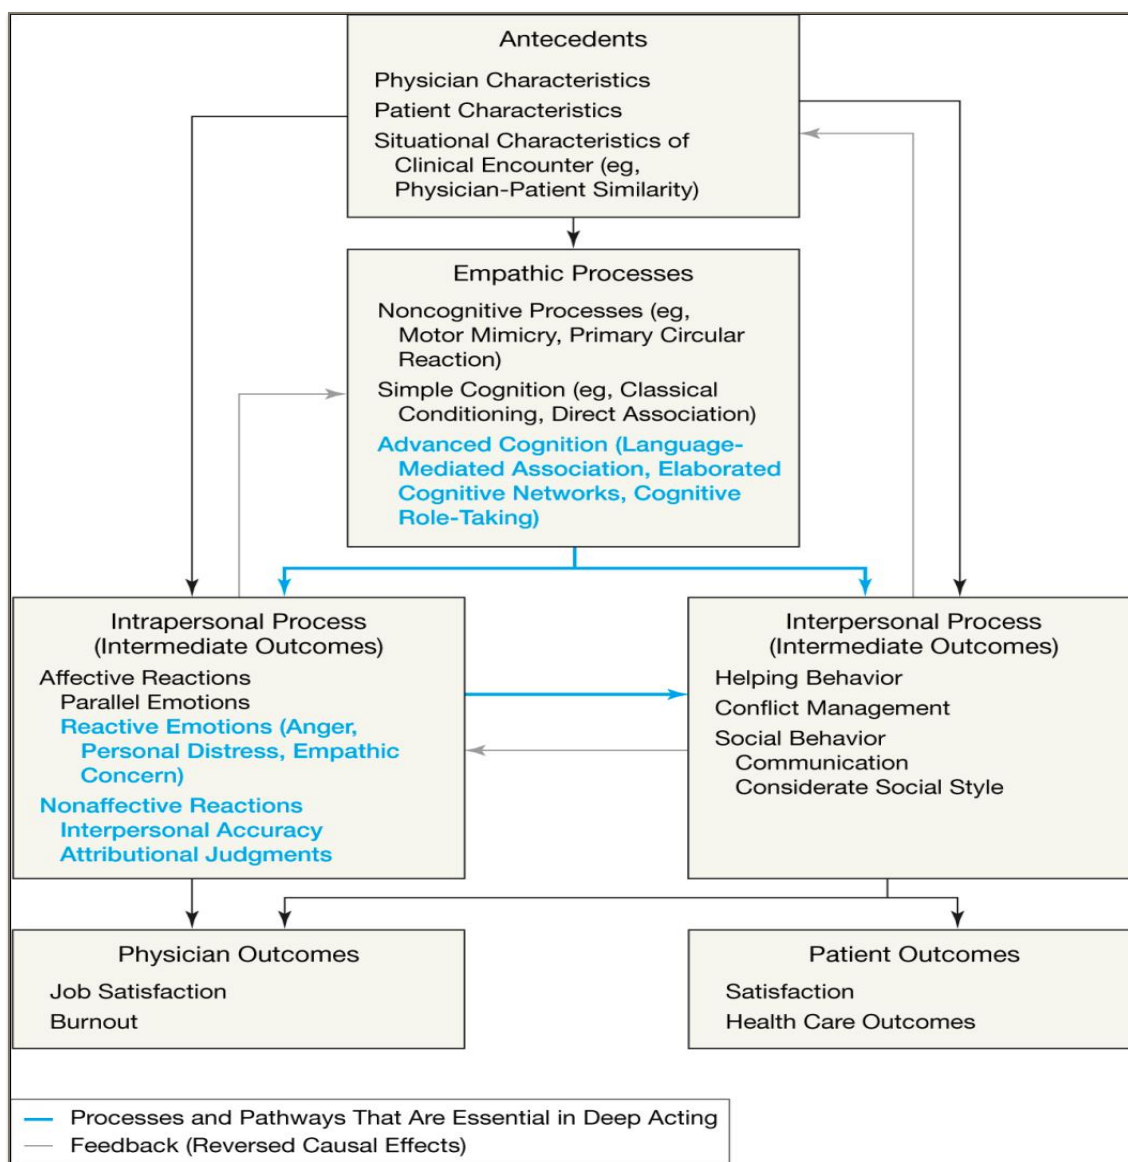 Antecedents
Physician Characteristics
Patient Characteristics
Situational Characteristics of
Clinical Encounter (eg,
Physician-Patient Similarity)
Empathic Processes
Noncognitive Processes (eg,
Motor Mimicry, Primary Circular
Reaction)
Simple Cognition (eg, Classical
Conditioning, Direct Association)
Advanced Cognition (Language-
Mediated Association, Elaborated
Cognitive Networks, Cognitive
Role-Taking)
Intrapersonal Process
(Intermediate Outcomes)
Affective Reactions
Parallel Emotions
Reactive Emotions (Anger,
Personal Distress, Empathic
Concern)
Nonaffective Reactions
Interpersonal Accuracy
Attributional Judgments
Interpersonal Process
(Intermediate Outcomes)
Helping Behavior
Conflict Management
Social Behavior
Communication
Considerate Social Style
Physician Outcomes
Job Satisfaction
Burnout
Patient Outcomes
Satisfaction
Health Care Outcomes
Processes and Pathways That Are Essential in Deep Acting
Feedback (Reversed Causal Effects)